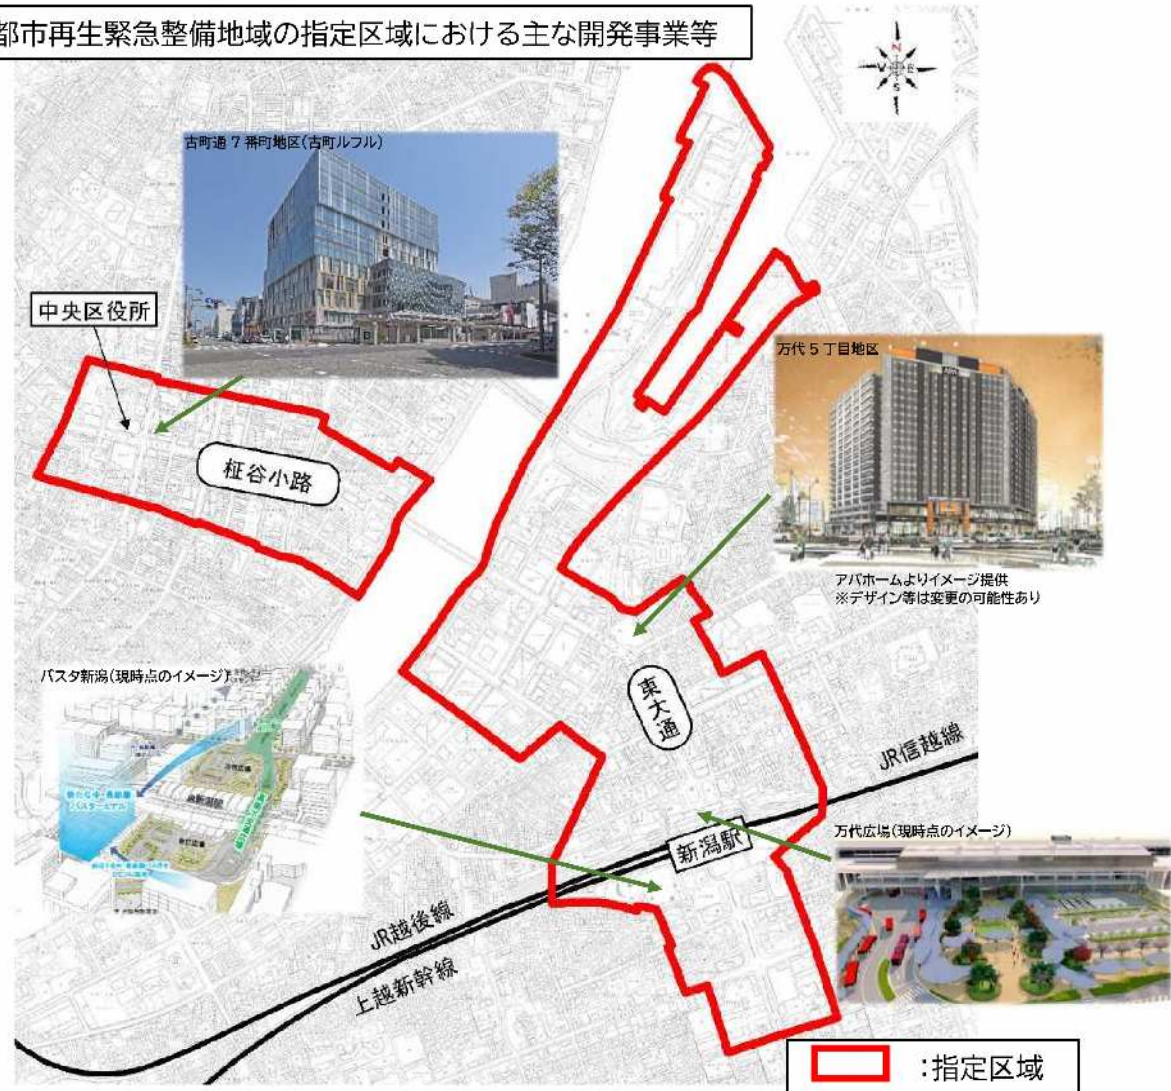 都市再生緊急整備地域の指定区域における主な開発事業等
N
W E
S
古町通7番町地区(古町ルフル)
中央区役所
柾谷小路
万代5丁目地区
APA
アパホームよりイメージ提供
※デザイン等は変更の可能性あり
バスタ新潟(現時点のイメージ)
東大通
JR信越線
新潟駅
万代広場(現時点のイメージ)
JR越後線
上越新幹線
:指定区域